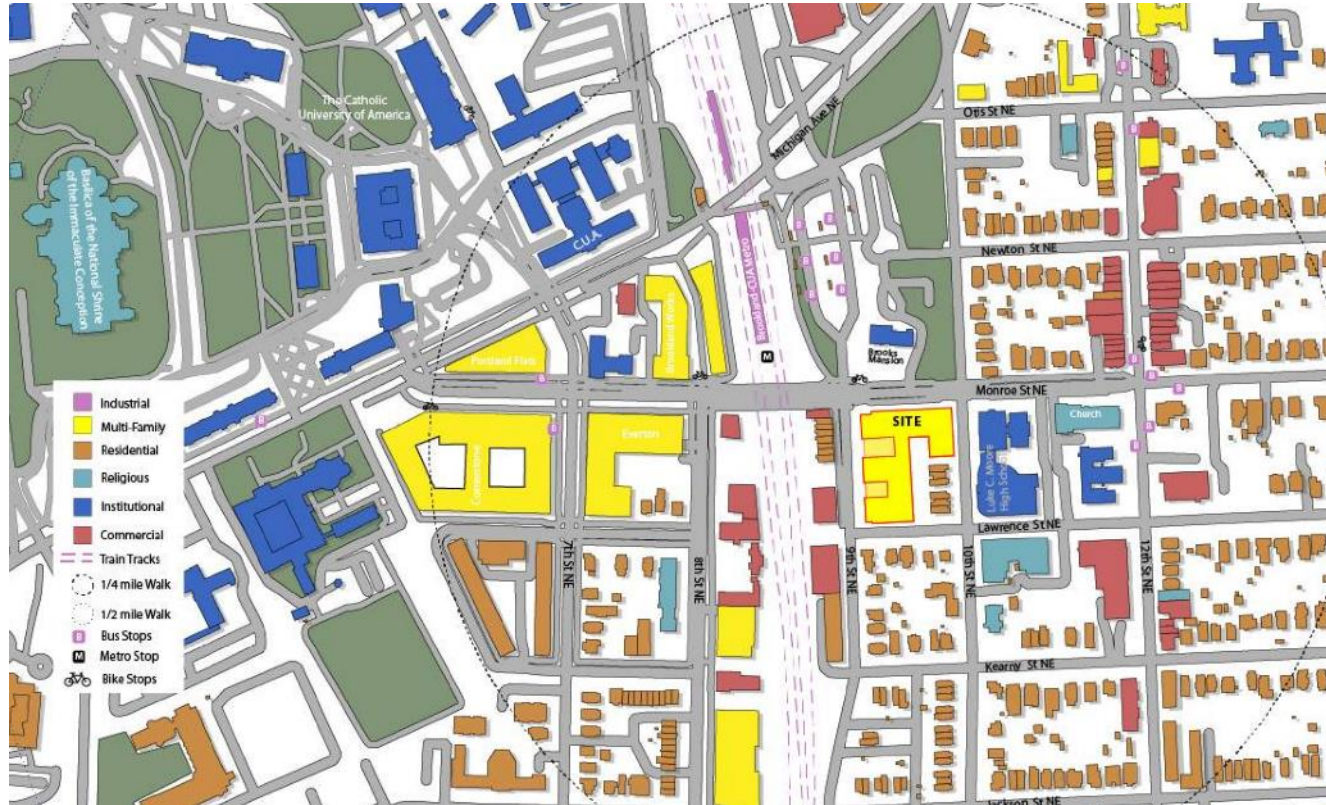 The Catholic
University of America
Basilica of the National Shrine
of the Immaculate Conception
C.U.A.
Michigan Ave NE
Otis St NE
Newton St NE
Brookland /CUA Metro
Portland Flats
Brookland Works
Brooks
Mansion
M
Monroe St NE
SITE
Church
Luke C. Moore
High School
Cornerstone
Everton
Lawrence St NE
7th St NE
8th St NE
9th St NE
10th St NE
12th St NE
Kearny St NE
Jackson St NE
Industrial
Multi-Family
Residential
Religious
Institutional
Commercial
Train Tracks
1/4 mile Walk
1/2 mile Walk
B Bus Stops
M Metro Stop
Bike Stops